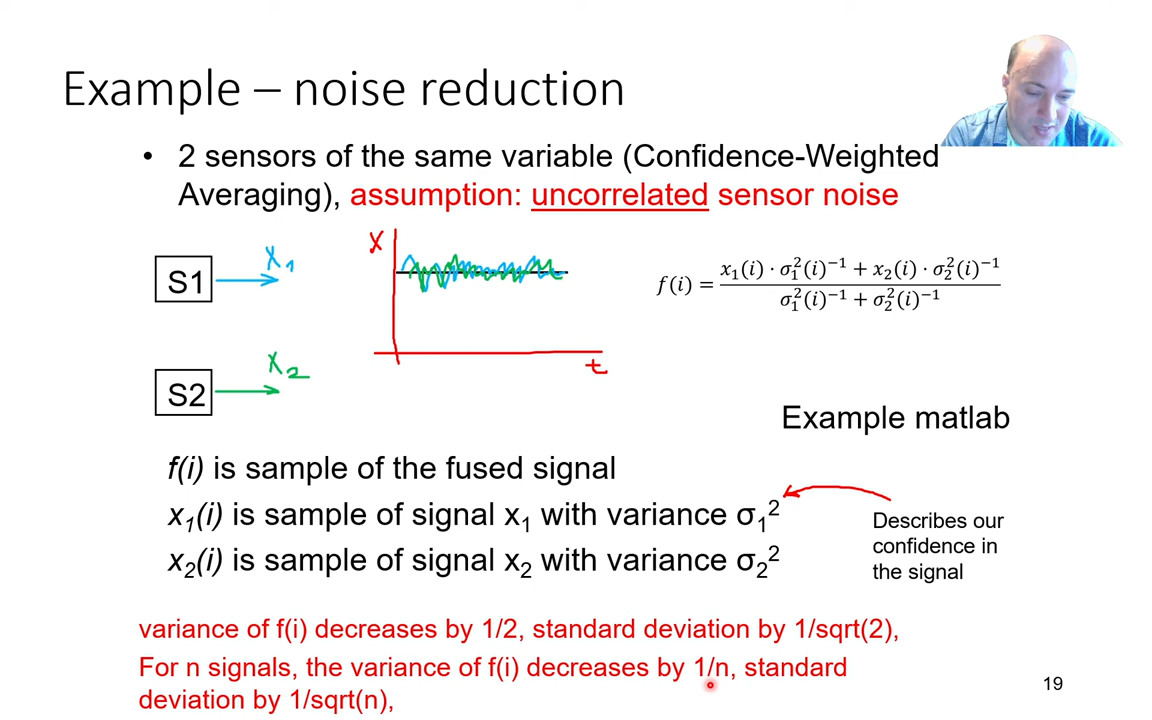 Example – noise reduction
• 2 sensors of the same variable (Confidence-Weighted
Averaging), assumption: uncorrelated sensor noise
S1
x₁
x
t
f(i) = (x₁(i) · σ₁²(i)⁻¹ + x₂(i) · σ₂²(i)⁻¹) / (σ₁²(i)⁻¹ + σ₂²(i)⁻¹)
S2
x₂
Example matlab
f(i) is sample of the fused signal
x₁(i) is sample of signal x₁ with variance σ₁²
x₂(i) is sample of signal x₂ with variance σ₂²
Describes our
confidence in
the signal
variance of f(i) decreases by 1/2, standard deviation by 1/sqrt(2),
For n signals, the variance of f(i) decreases by 1/n, standard
deviation by 1/sqrt(n),
19